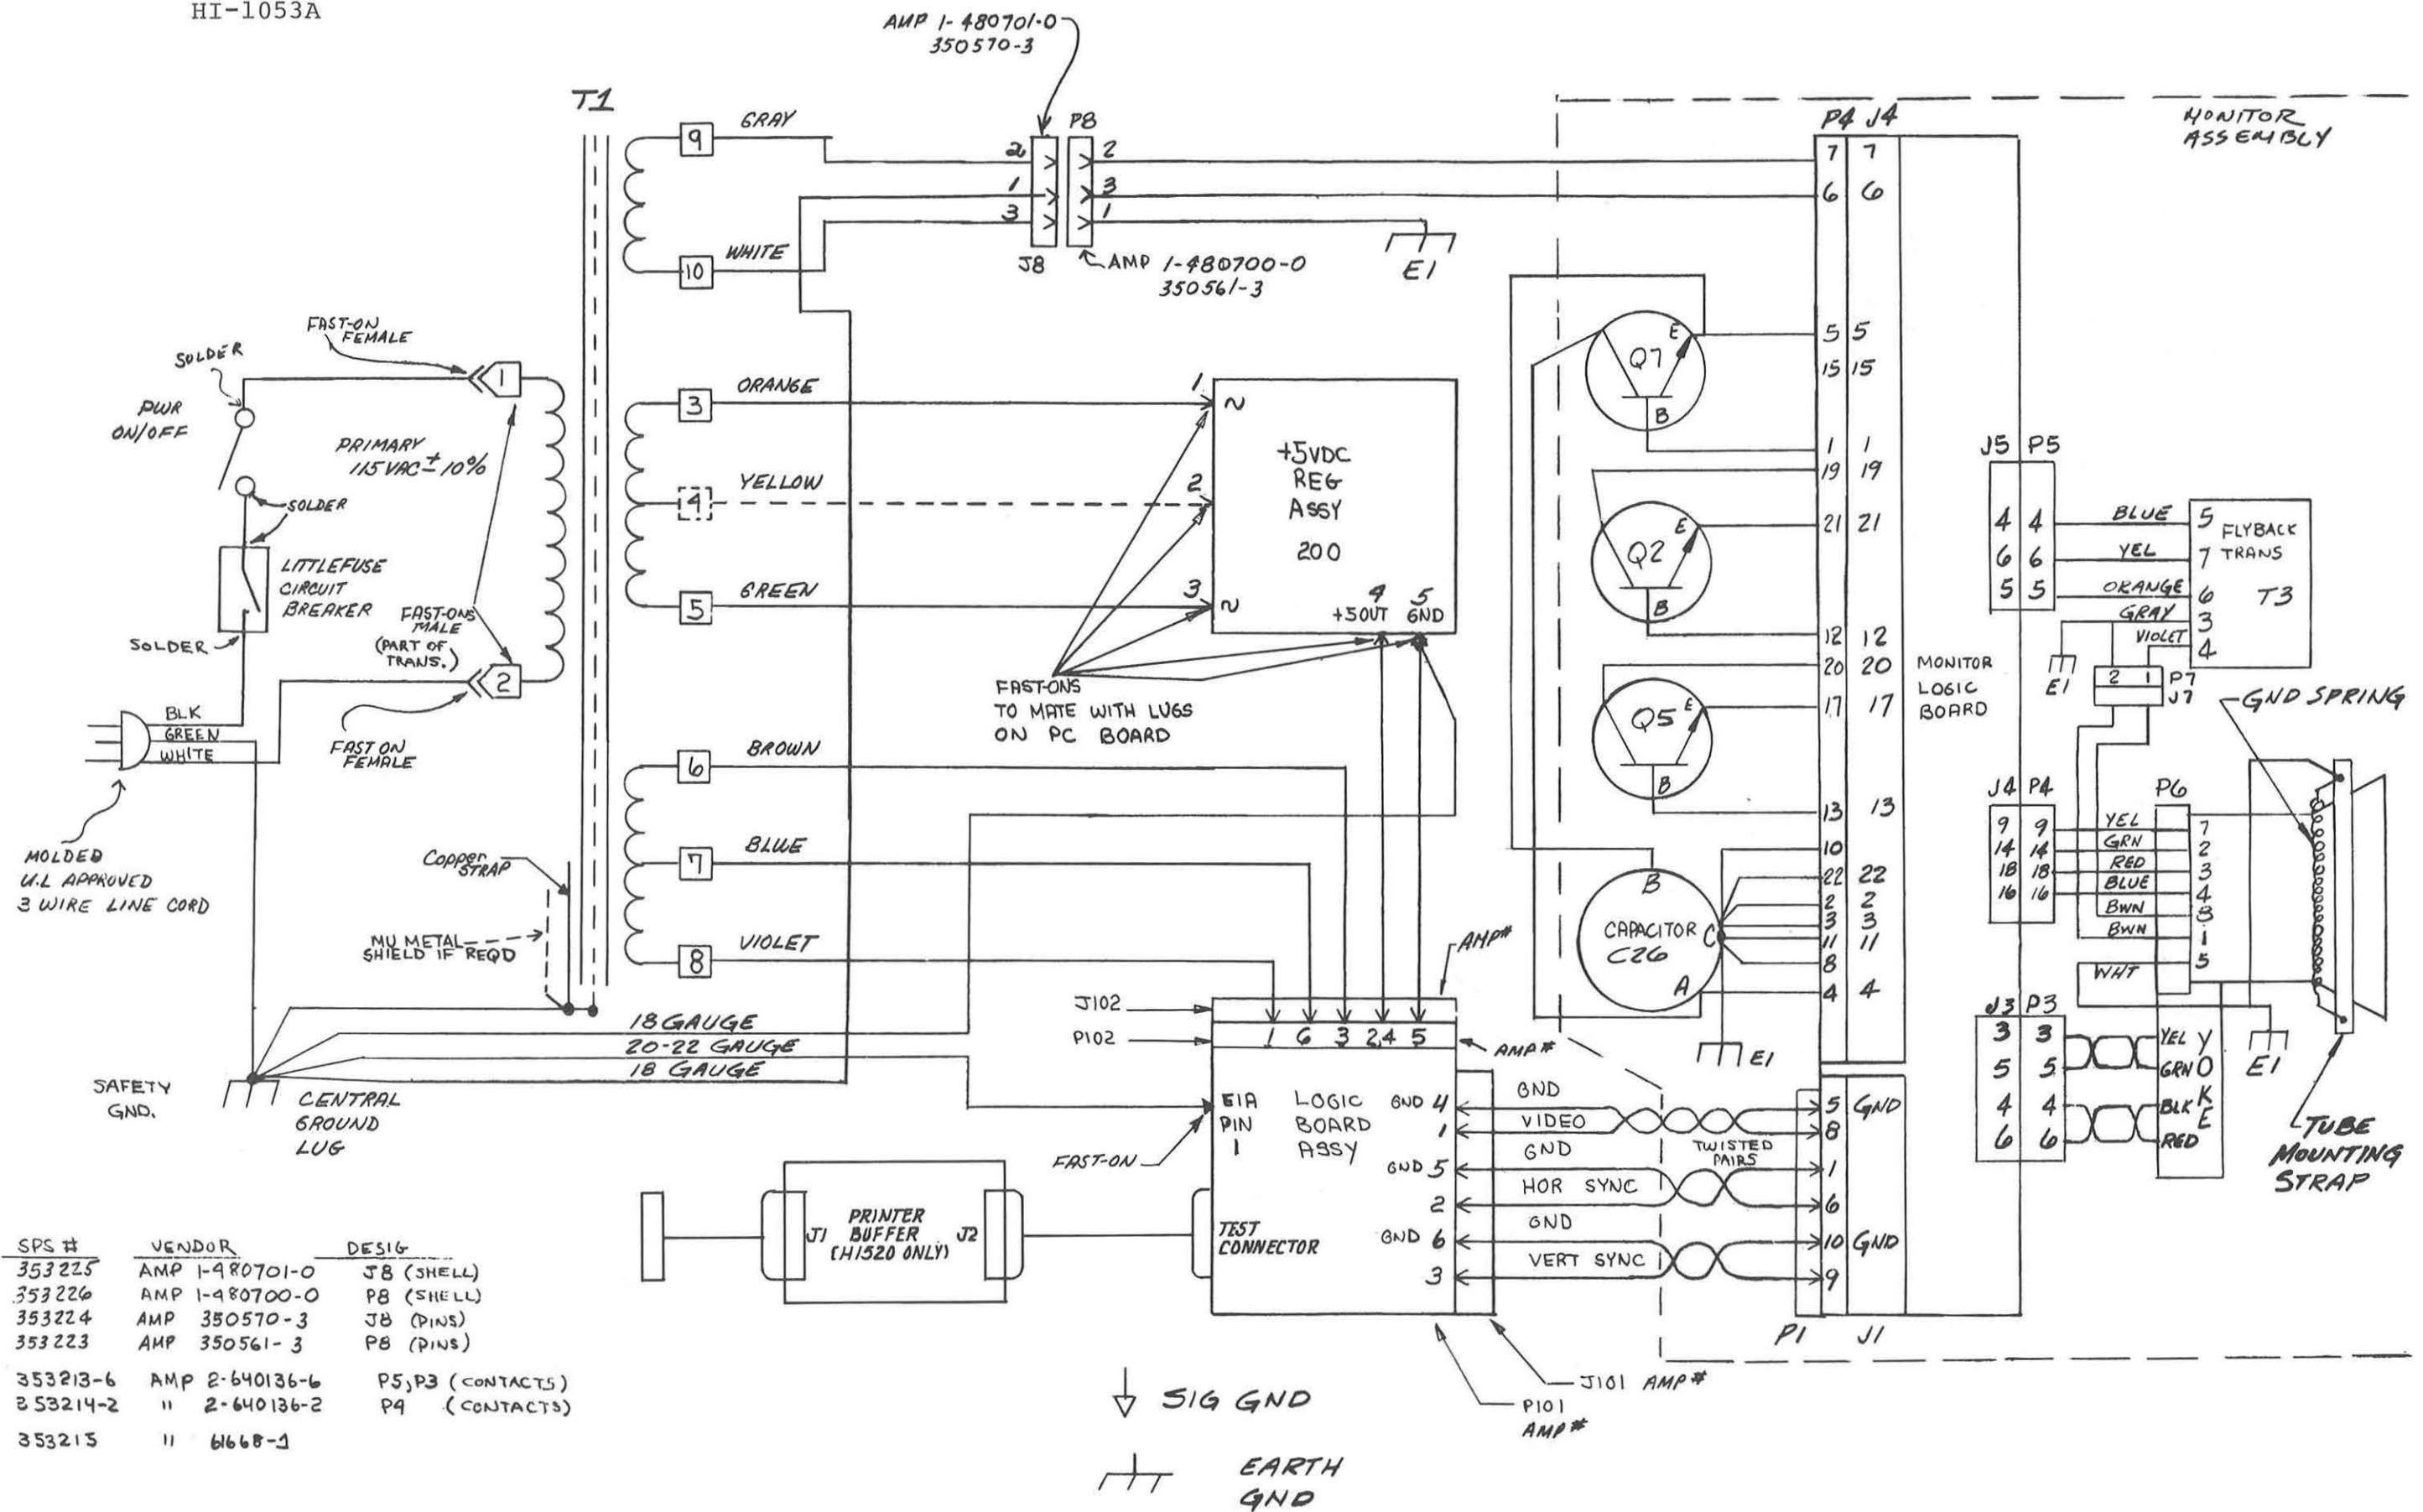 HI-1053A
AMP 1-480701-0
350570-3
T1
9
GRAY
10
WHITE
2
1
3
J8
P8
2
3
1
AMP 1-480700-0
350561-3
E1
MONITOR
ASSEMBLY
P4 J4
7 7
6 6
5 5
15 15
1 1
19 19
21 21
12 12
20 20
17 17
13 13
10
22 22
2 2
3 3
11 11
8
4 4
FAST-ON
FEMALE
SOLDER
PWR
ON/OFF
PRIMARY
115 VAC ± 10%
1
SOLDER
LITTLEFUSE
CIRCUIT
BREAKER
SOLDER
FAST-ONS
MALE
(PART OF
TRANS.)
2
FAST ON
FEMALE
BLK
GREEN
WHITE
MOLDED
U.L APPROVED
3 WIRE LINE CORD
3
ORANGE
4
YELLOW
5
GREEN
6
BROWN
7
BLUE
8
VIOLET
1
~
2
3
~
+5VDC
REG
ASSY
200
4
+5OUT
5
GND
FAST-ONS
TO MATE WITH LUGS
ON PC BOARD
Q7
E
B
Q2
E
B
Q5
E
B
B
CAPACITOR C
C26
A
E1
MONITOR
LOGIC
BOARD
J5 P5
4 4
6 6
5 5
BLUE
YEL
ORANGE
GRAY
VIOLET
5
7
6
3
4
FLYBACK
TRANS
T3
E1
2 1
P7
J7
GND SPRING
J4 P4
9 9
14 14
18 18
16 16
P6
YEL
GRN
RED
BLUE
BWN
BWN
WHT
7
2
3
4
8
1
5
J3 P3
3 3
5 5
4 4
6 6
YEL
GRN
BLK
RED
YOKE
E1
TUBE
MOUNTING
STRAP
Copper
STRAP
MU METAL
SHIELD IF REQD
18 GAUGE
20-22 GAUGE
18 GAUGE
SAFETY
GND.
CENTRAL
GROUND
LUG
J102
P102
AMP#
AMP#
1 6 3 2,4 5
EIA
PIN
1
LOGIC
BOARD
ASSY
FAST-ON
TEST
CONNECTOR
GND 4
1
GND 5
2
GND 6
3
GND
VIDEO
GND
HOR SYNC
GND
VERT SYNC
TWISTED
PAIRS
5 GND
8
1
6
10 GND
9
P1 J1
J1
PRINTER
BUFFER
(H1520 ONLY)
J2
J101 AMP#
P101
AMP#
SIG GND
EARTH
GND
SPS # VENDOR DESIG
353225 AMP 1-480701-0 J8 (SHELL)
353226 AMP 1-480700-0 P8 (SHELL)
353224 AMP 350570-3 J8 (PINS)
353223 AMP 350561-3 P8 (PINS)
353213-6 AMP 2-640136-6 P5,P3 (CONTACTS)
353214-2 " 2-640136-2 P4 (CONTACTS)
353215 " 61668-1